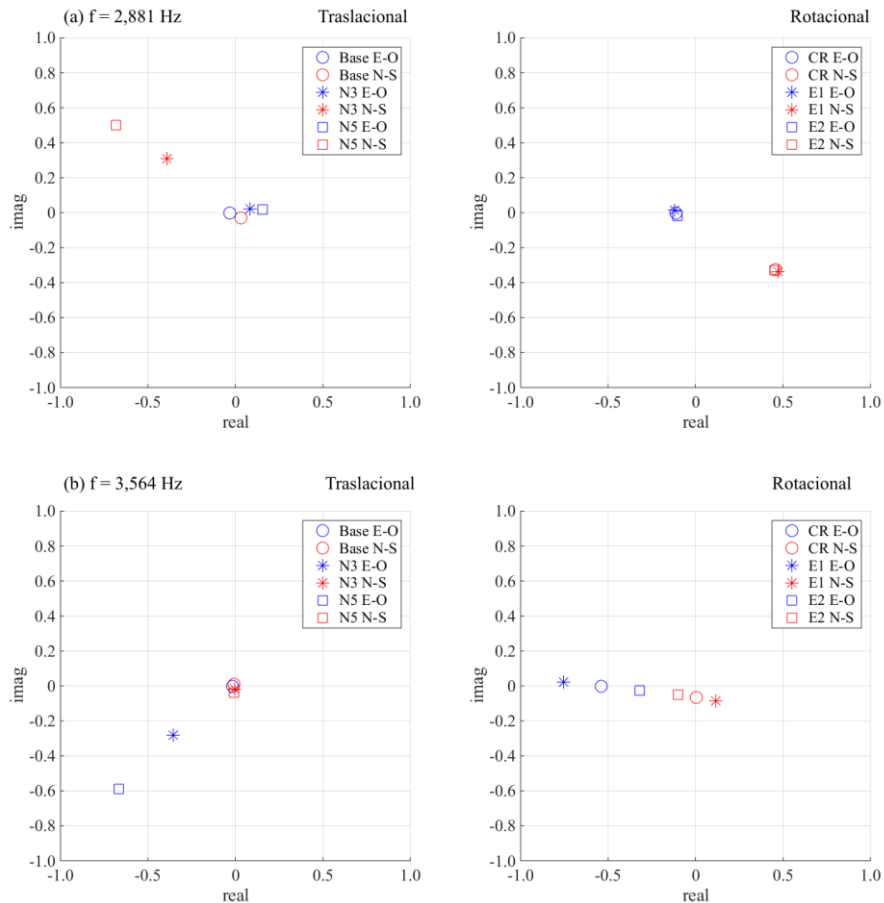 (a) f = 2,881 Hz Traslacional
1.0
0.8
0.6
0.4
0.2
0
-0.2
-0.4
-0.6
-0.8
-1.0
imag
-1.0 -0.5 0 0.5 1.0
real
Base E-O
Base N-S
N3 E-O
N3 N-S
N5 E-O
N5 N-S
Rotacional
1.0
0.8
0.6
0.4
0.2
0
-0.2
-0.4
-0.6
-0.8
-1.0
imag
-1.0 -0.5 0 0.5 1.0
real
CR E-O
CR N-S
E1 E-O
E1 N-S
E2 E-O
E2 N-S
(b) f = 3,564 Hz Traslacional
1.0
0.8
0.6
0.4
0.2
0
-0.2
-0.4
-0.6
-0.8
-1.0
imag
-1.0 -0.5 0 0.5 1.0
real
Base E-O
Base N-S
N3 E-O
N3 N-S
N5 E-O
N5 N-S
Rotacional
1.0
0.8
0.6
0.4
0.2
0
-0.2
-0.4
-0.6
-0.8
-1.0
imag
-1.0 -0.5 0 0.5 1.0
real
CR E-O
CR N-S
E1 E-O
E1 N-S
E2 E-O
E2 N-S